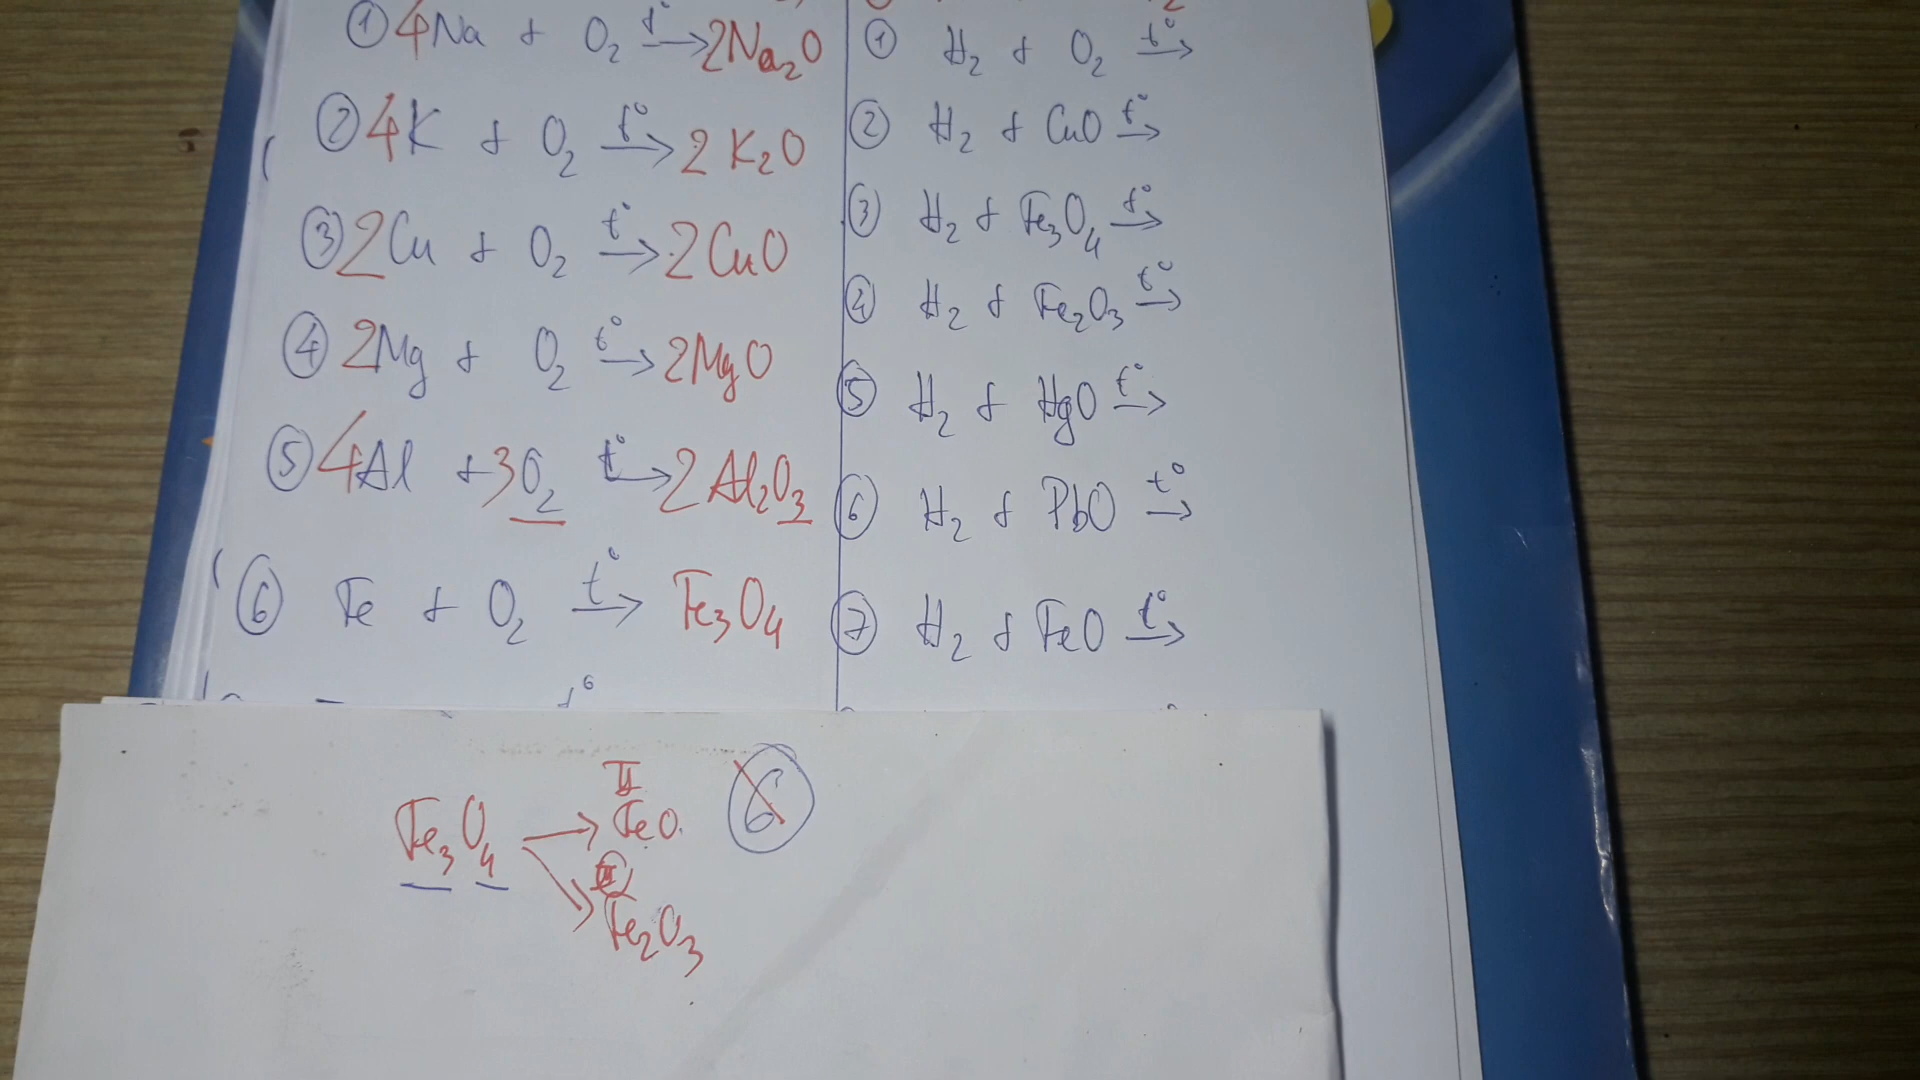 ① 4Na + O₂ t°→ 2Na₂O
② 4K + O₂ t°→ 2K₂O
③ 2Cu + O₂ t°→ 2CuO
④ 2Mg + O₂ t°→ 2MgO
⑤ 4Al + 3O₂ t°→ 2Al₂O₃
⑥ Fe + O₂ t°→ Fe₃O₄
① H₂ + O₂ t°→
② H₂ + CuO t°→
③ H₂ + Fe₃O₄ t°→
④ H₂ + Fe₂O₃ t°→
⑤ H₂ + HgO t°→
⑥ H₂ + PbO t°→
⑦ H₂ + FeO t°→
II
Fe₃O₄ → FeO
Fe₂O₃
⑥